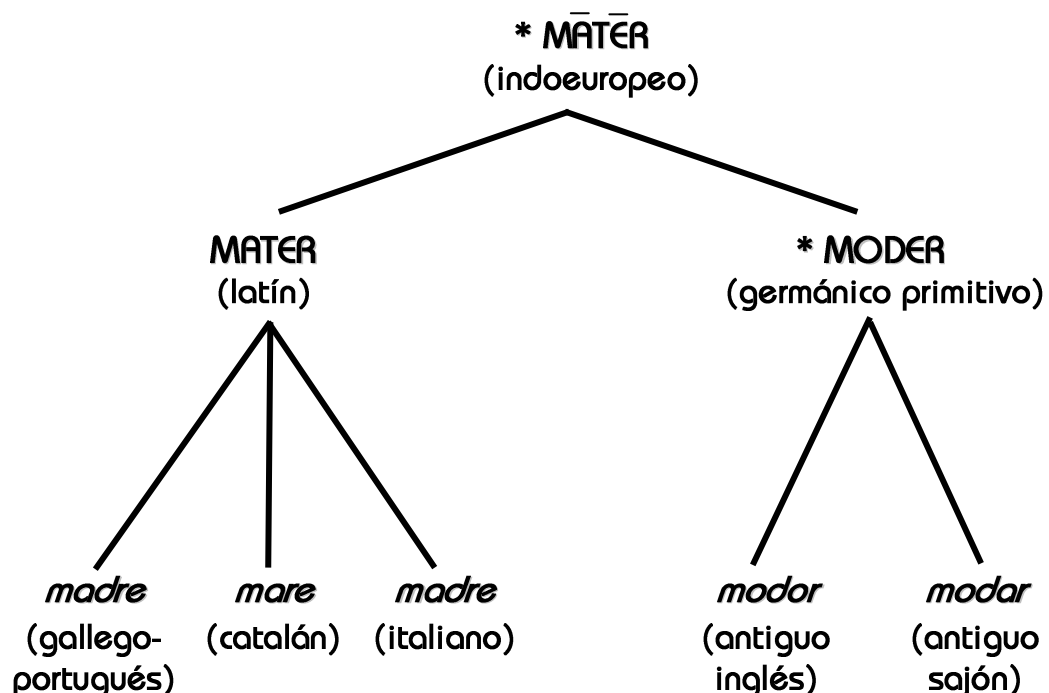 * MĀTĒR
(indoeuropeo)
MATER
* MODER
(latín)
(germánico primitivo)
madre
mare
madre
modor
modar
(gallego-
portugués)
(catalán)
(italiano)
(antiguo
inglés)
(antiguo
sajón)